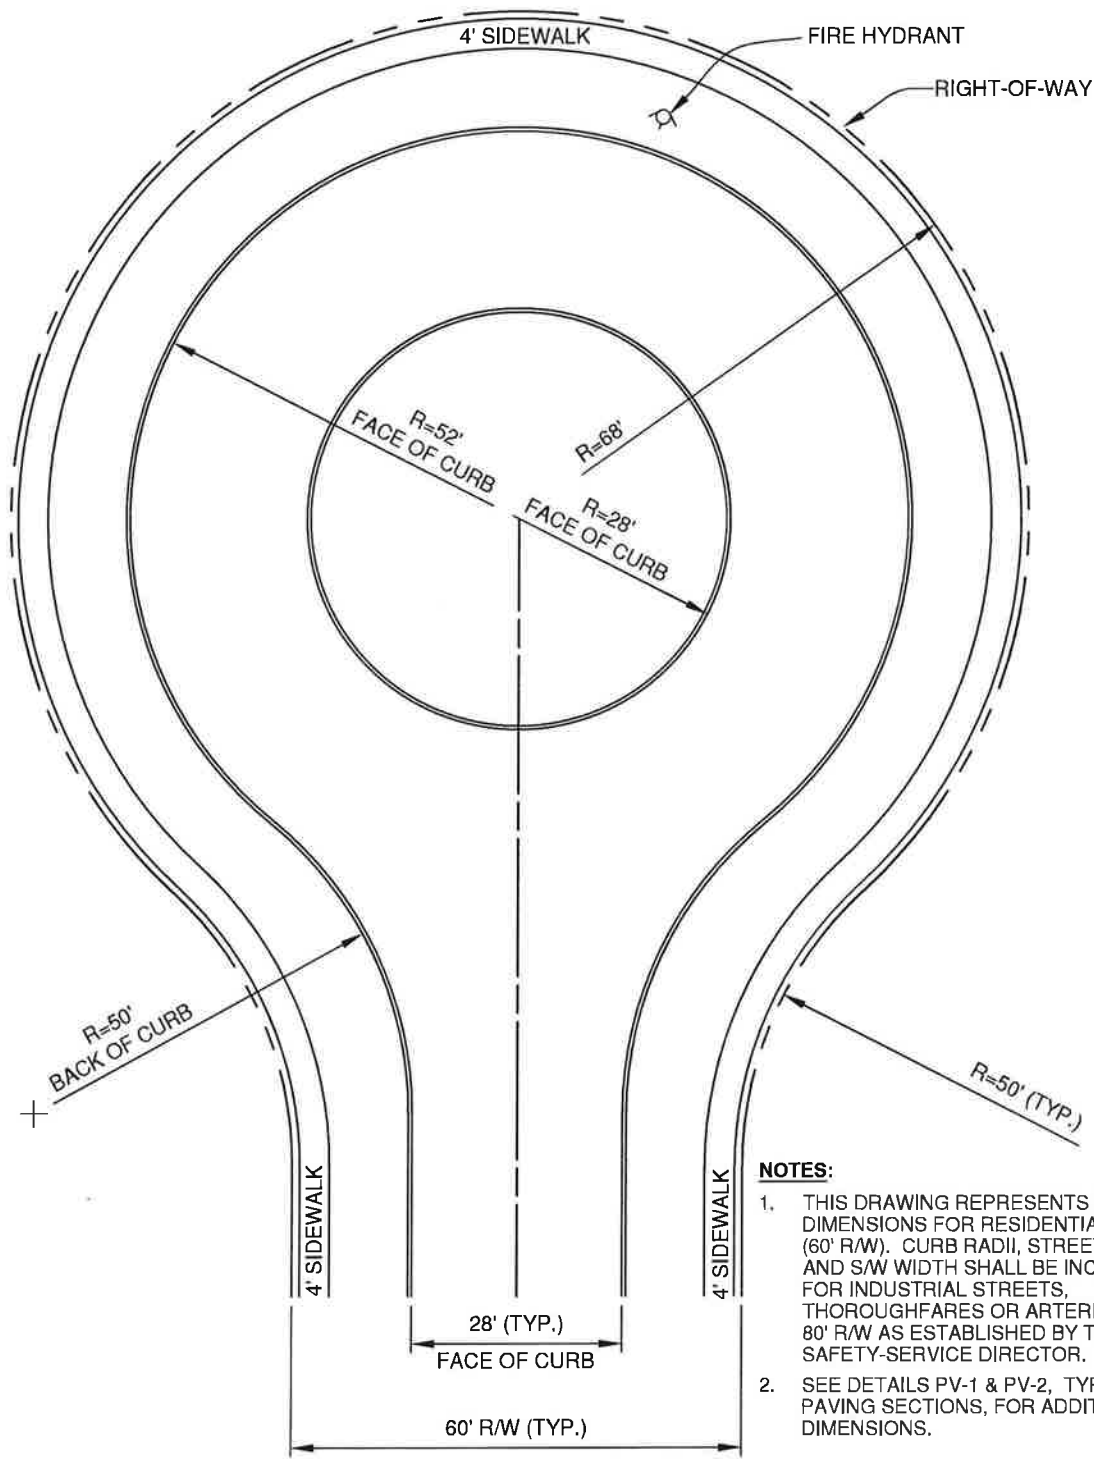 4' SIDEWALK
FIRE HYDRANT
RIGHT-OF-WAY
R=52'
FACE OF CURB
R=68'
R=28'
FACE OF CURB
R=50'
BACK OF CURB
R=50' (TYP.)
4' SIDEWALK
4' SIDEWALK
28' (TYP.)
FACE OF CURB
60' R/W (TYP.)
NOTES:
1. THIS DRAWING REPRESENTS
DIMENSIONS FOR RESIDENTIA
(60' R/W). CURB RADII, STREET
AND S/W WIDTH SHALL BE INC
FOR INDUSTRIAL STREETS,
THOROUGHFARES OR ARTERI
80' R/W AS ESTABLISHED BY T
SAFETY-SERVICE DIRECTOR.
2. SEE DETAILS PV-1 & PV-2, TYP
PAVING SECTIONS, FOR ADDIT
DIMENSIONS.